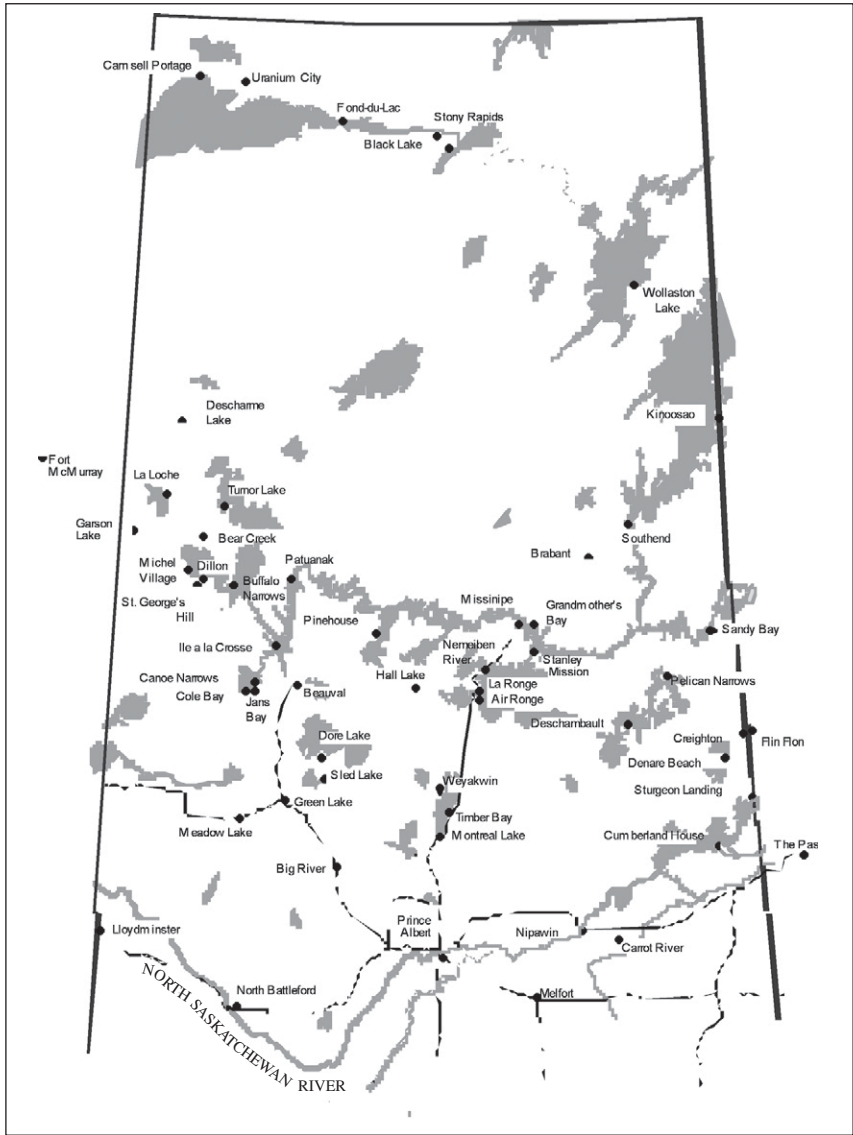 Camsell Portage
Uranium City
Fond-du-Lac
Stony Rapids
Black Lake
Wollaston
Lake
Descharme
Lake
Kinoosao
Fort
McMurray
La Loche
Turnor Lake
Garson
Lake
Bear Creek
Southend
Brabant
Michel
Village
Dillon
Patuanak
Buffalo
Narrows
St. George's
Hill
Missinipe
Grandmother's
Bay
Pinehouse
Sandy Bay
Ile a la Crosse
Nemeiben
River
Stanley
Mission
Canoe Narrows
Cole Bay
Jans
Bay
Beauval
Hall Lake
La Ronge
Air Ronge
Pelican Narrows
Deschambault
Dore Lake
Creighton
Flin Flon
Denare Beach
Sled Lake
Weyakwin
Sturgeon Landing
Green Lake
Timber Bay
Meadow Lake
Montreal Lake
Cumberland House
The Pas
Big River
Prince
Albert
Nipawin
Lloydminster
Carrot River
North Battleford
Melfort
NORTH SASKATCHEWAN RIVER